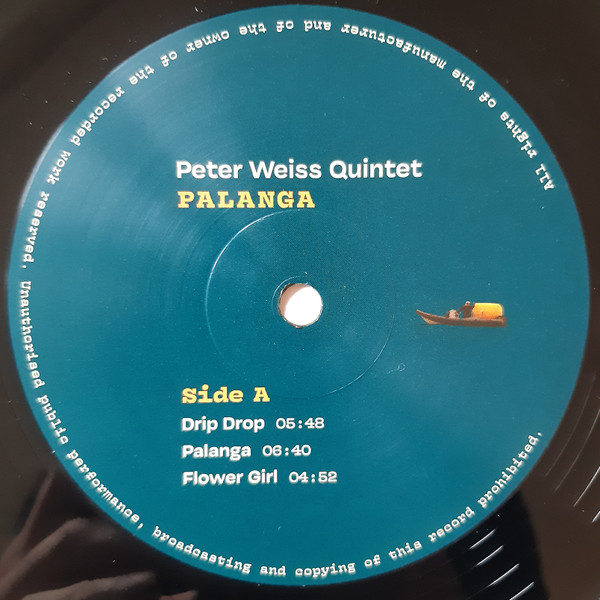 Peter Weiss Quintet
PALANGA
Side A
Drip Drop 05:48
Palanga 06:40
Flower Girl 04:52
All rights of the manufacturer and of the owner of the recorded work reserved. Unauthorised public performance, broadcasting and copying of this record prohibited,